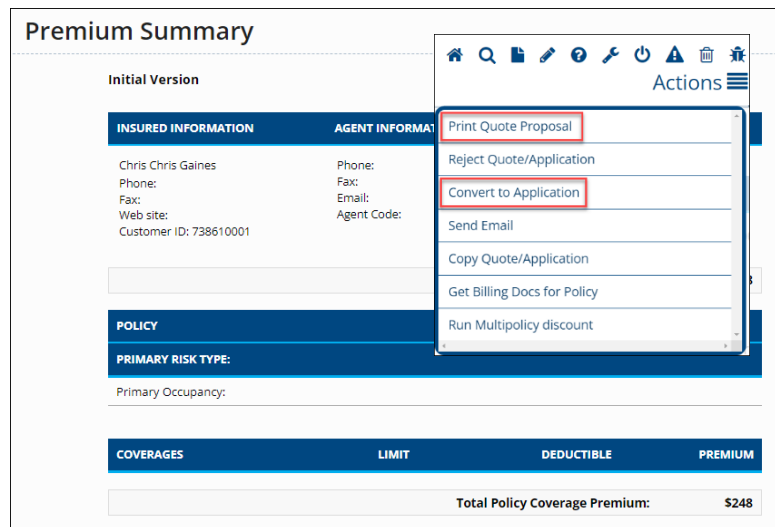 Premium Summary
Actions
Initial Version
INSURED INFORMATION
AGENT INFORMAT
Chris Chris Gaines
Phone:
Fax:
Web site:
Customer ID: 738610001
Phone:
Fax:
Email:
Agent Code:
Print Quote Proposal
Reject Quote/Application
Convert to Application
Send Email
Copy Quote/Application
Get Billing Docs for Policy
Run Multipolicy discount
POLICY
PRIMARY RISK TYPE:
Primary Occupancy:
COVERAGES LIMIT DEDUCTIBLE PREMIUM
Total Policy Coverage Premium: $248